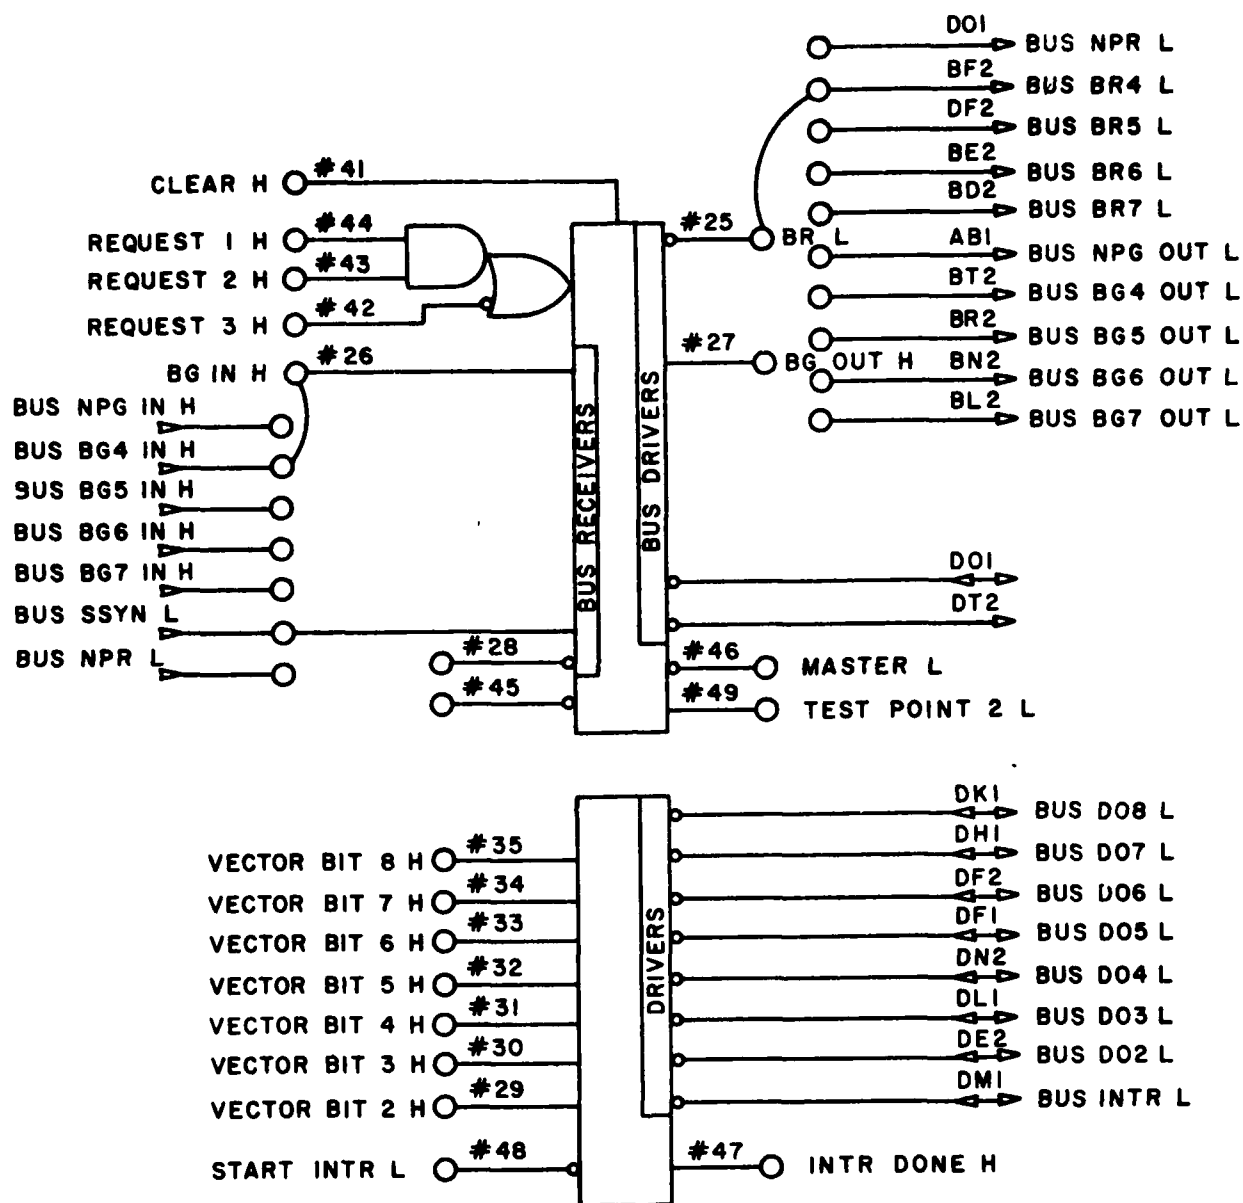 DO1
BUS NPR L
BF2
BUS BR4 L
DF2
BUS BR5 L
BE2
BUS BR6 L
BD2
BUS BR7 L
AB1
BUS NPG OUT L
BT2
BUS BG4 OUT L
BR2
BUS BG5 OUT L
BN2
BUS BG6 OUT L
BL2
BUS BG7 OUT L
CLEAR H #41
REQUEST 1 H #44
REQUEST 2 H #43
REQUEST 3 H #42
BG IN H #26
BUS NPG IN H
BUS BG4 IN H
BUS BG5 IN H
BUS BG6 IN H
BUS BG7 IN H
BUS SSYN L
BUS NPR L
#28
#45
BUS RECEIVERS
BUS DRIVERS
#25 BR L
#27 BG OUT H
DO1
DT2
#46 MASTER L
#49 TEST POINT 2 L
VECTOR BIT 8 H #35
VECTOR BIT 7 H #34
VECTOR BIT 6 H #33
VECTOR BIT 5 H #32
VECTOR BIT 4 H #31
VECTOR BIT 3 H #30
VECTOR BIT 2 H #29
START INTR L #48
DRIVERS
DK1 BUS DO8 L
DH1 BUS DO7 L
DF2 BUS DO6 L
DF1 BUS DO5 L
DN2 BUS DO4 L
DL1 BUS DO3 L
DE2 BUS DO2 L
DM1 BUS INTR L
#47 INTR DONE H